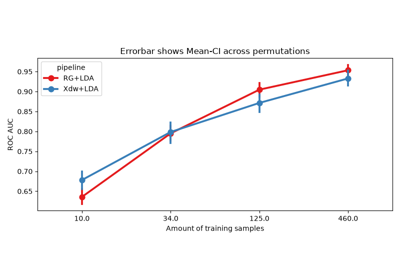 Errorbar shows Mean-CI across permutations
pipeline
RG+LDA
Xdw+LDA
0.95
0.90
0.85
0.80
0.75
0.70
0.65
ROC AUC
10.0 34.0 125.0 460.0
Amount of training samples